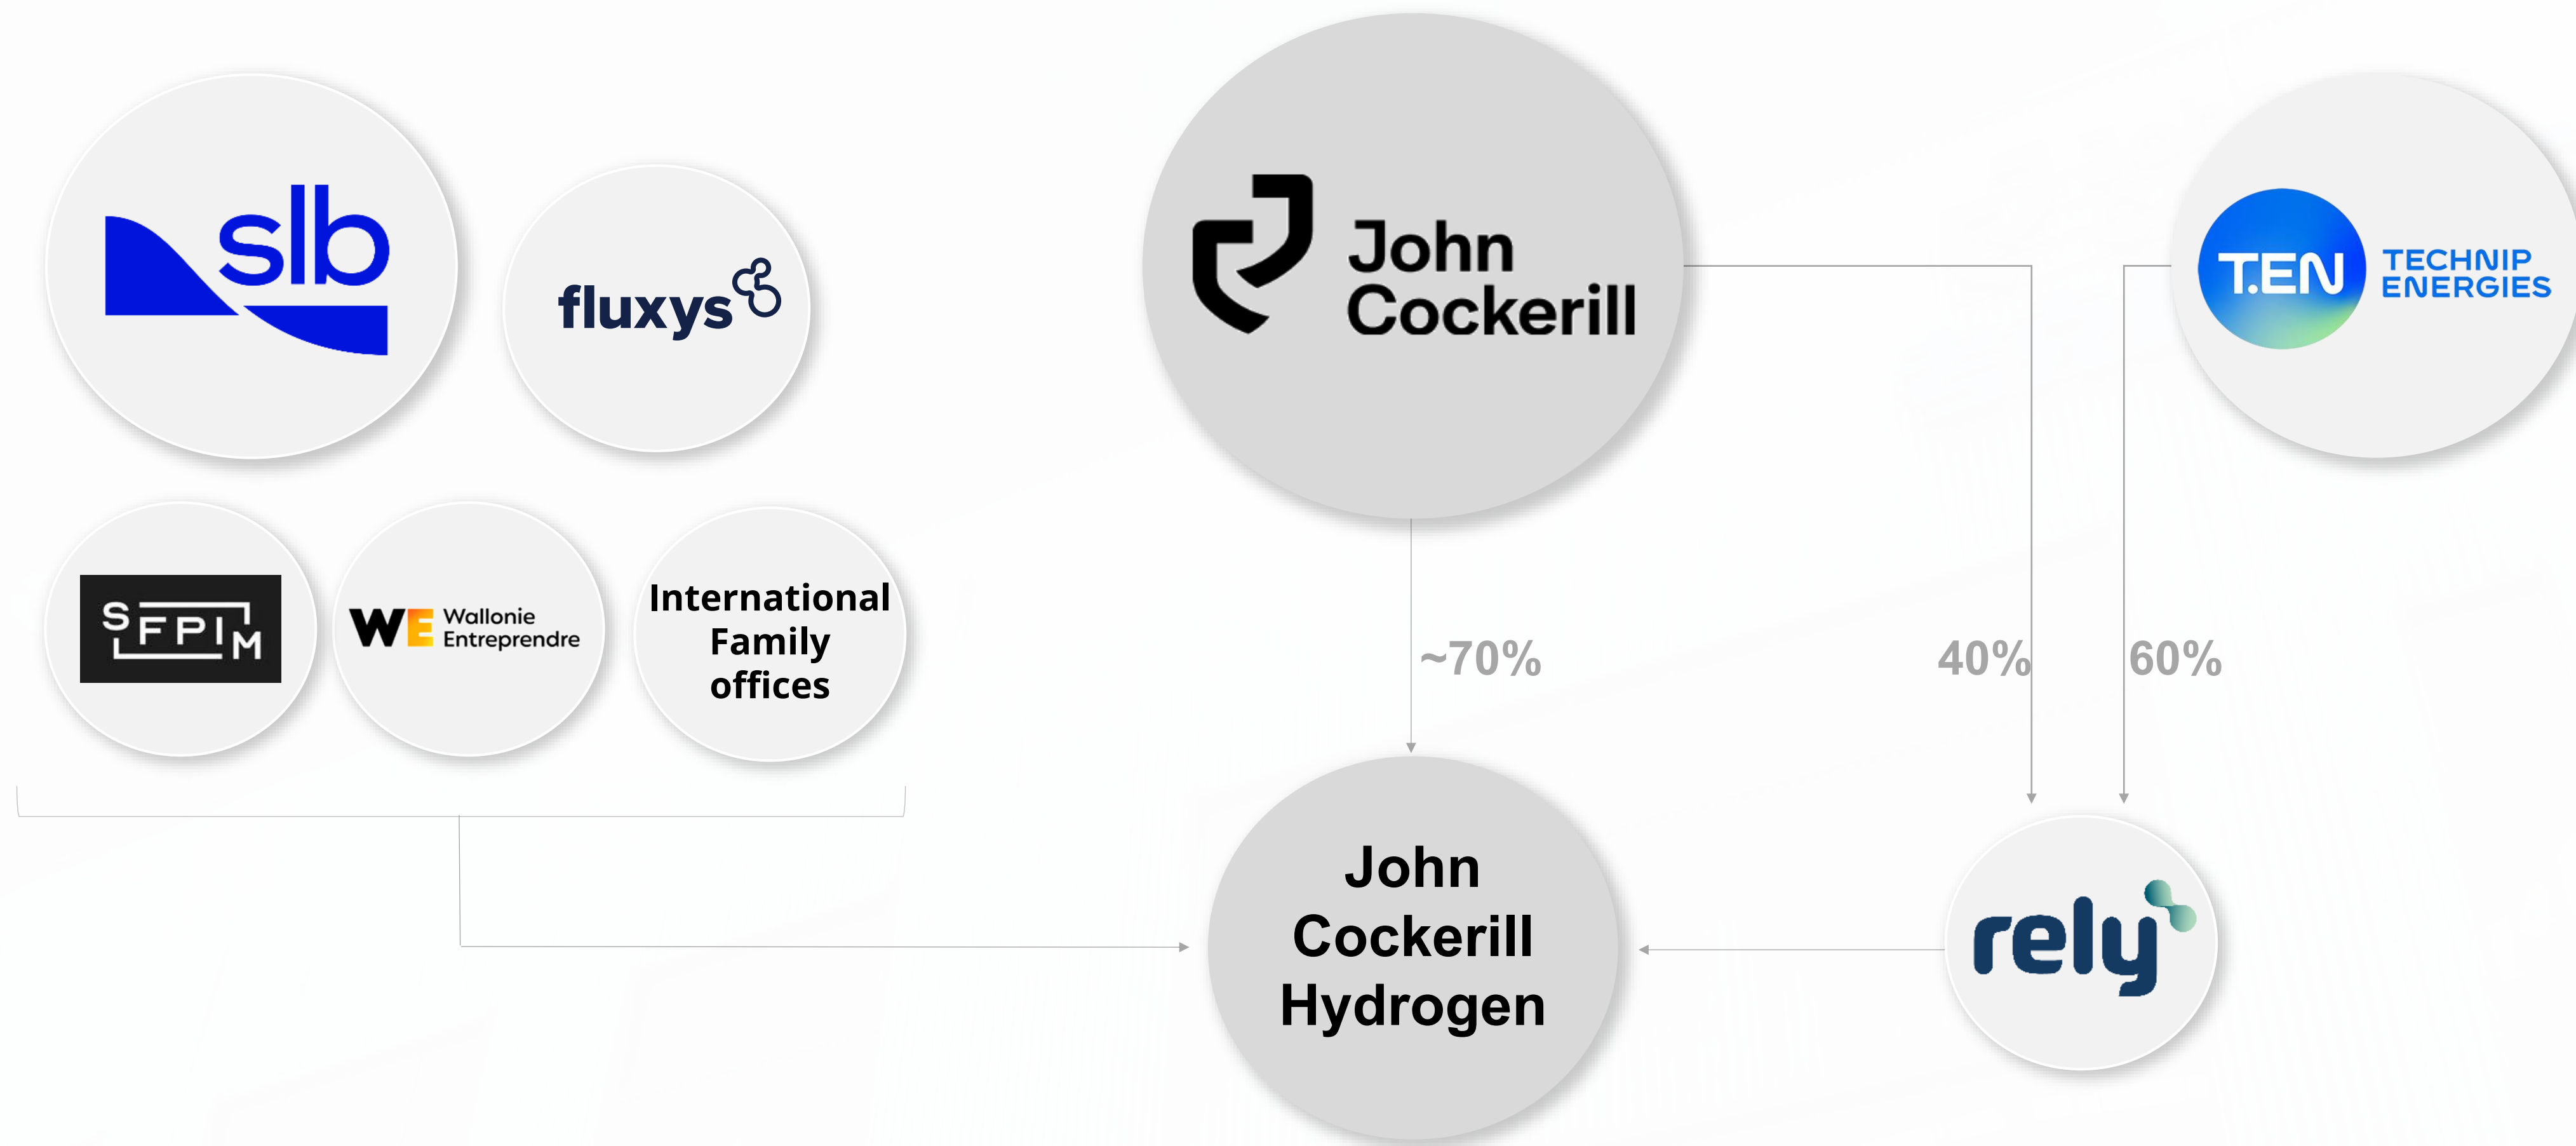 slb
fluxys
John
Cockerill
T.EN
TECHNIP
ENERGIES
SFPIM
WE
Wallonie
Entreprendre
International
Family
offices
~70%
40%
60%
John
Cockerill
Hydrogen
rely